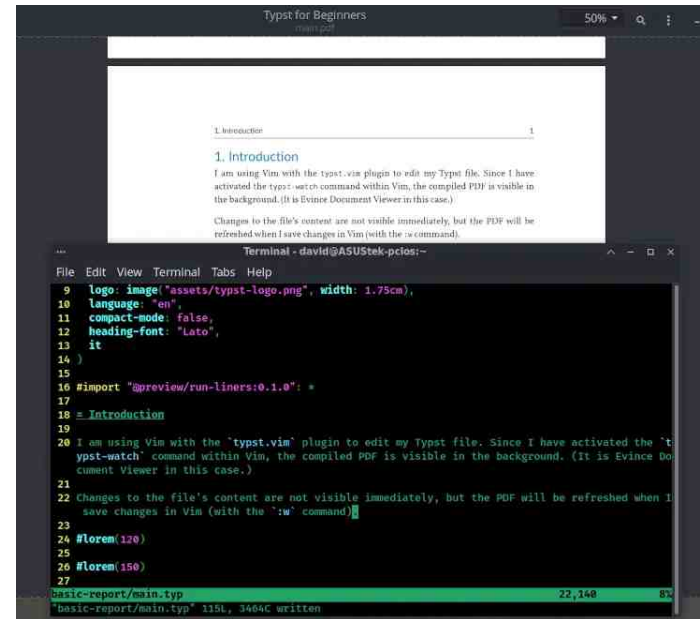 Typst for Beginners
main.pdf
50%
1. Introduction 1
1. Introduction
I am using Vim with the typst.vim plugin to edit my Typst file. Since I have
activated the typst-watch command within Vim, the compiled PDF is visible in
the background. (It is Evince Document Viewer in this case.)
Changes to the file's content are not visible immediately, but the PDF will be
refreshed when I save changes in Vim (with the :w command).
Terminal - david@ASUStek-pclos:~
File Edit View Terminal Tabs Help
9 logo: image("assets/typst-logo.png", width: 1.75cm),
10 language: "en",
11 compact-mode: false,
12 heading-font: "Lato",
13 it
14 )
15
16 #import "@preview/run-liners:0.1.0": *
17
18 = Introduction
19
20 I am using Vim with the `typst.vim` plugin to edit my Typst file. Since I have activated the `t
ypst-watch` command within Vim, the compiled PDF is visible in the background. (It is Evince Do
cument Viewer in this case.)
21
22 Changes to the file's content are not visible immediately, but the PDF will be refreshed when I
save changes in Vim (with the `:w` command).
23
24 #lorem(120)
25
26 #lorem(150)
27
basic-report/main.typ 22,140 8%
"basic-report/main.typ" 115L, 3464C written